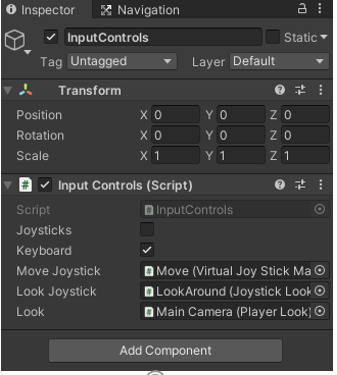 Inspector Navigation
InputControls Static
Tag Untagged Layer Default
Transform
Position X 0 Y 0 Z 0
Rotation X 0 Y 0 Z 0
Scale X 1 Y 1 Z 1
# Input Controls (Script)
Script # InputControls
Joysticks
Keyboard
Move Joystick # Move (Virtual Joy Stick Ma
Look Joystick # LookAround (Joystick Look
Look # Main Camera (Player Look)
Add Component